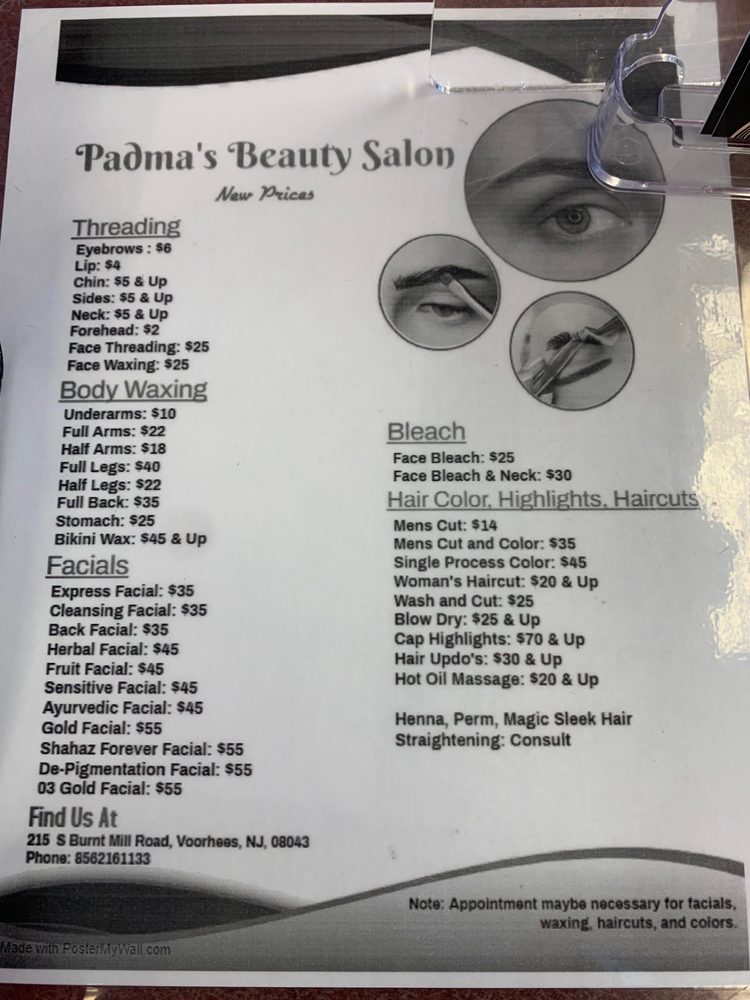 Padma's Beauty Salon
New Prices
Threading
Eyebrows : $6
Lip: $4
Chin: $5 & Up
Sides: $5 & Up
Neck: $5 & Up
Forehead: $2
Face Threading: $25
Face Waxing: $25
Body Waxing
Underarms: $10
Full Arms: $22
Half Arms: $18
Full Legs: $40
Half Legs: $22
Full Back: $35
Stomach: $25
Bikini Wax: $45 & Up
Facials
Express Facial: $35
Cleansing Facial: $35
Back Facial: $35
Herbal Facial: $45
Fruit Facial: $45
Sensitive Facial: $45
Ayurvedic Facial: $45
Gold Facial: $55
Shahaz Forever Facial: $55
De-Pigmentation Facial: $55
03 Gold Facial: $55
Find Us At
215 S Burnt Mill Road, Voorhees, NJ, 08043
Phone: 8562161133
Bleach
Face Bleach: $25
Face Bleach & Neck: $30
Hair Color, Highlights, Haircuts
Mens Cut: $14
Mens Cut and Color: $35
Single Process Color: $45
Woman's Haircut: $20 & Up
Wash and Cut: $25
Blow Dry: $25 & Up
Cap Highlights: $70 & Up
Hair Updo's: $30 & Up
Hot Oil Massage: $20 & Up
Henna, Perm, Magic Sleek Hair
Straightening: Consult
Note: Appointment maybe necessary for facials,
waxing, haircuts, and colors.
Made with PosterMyWall.com